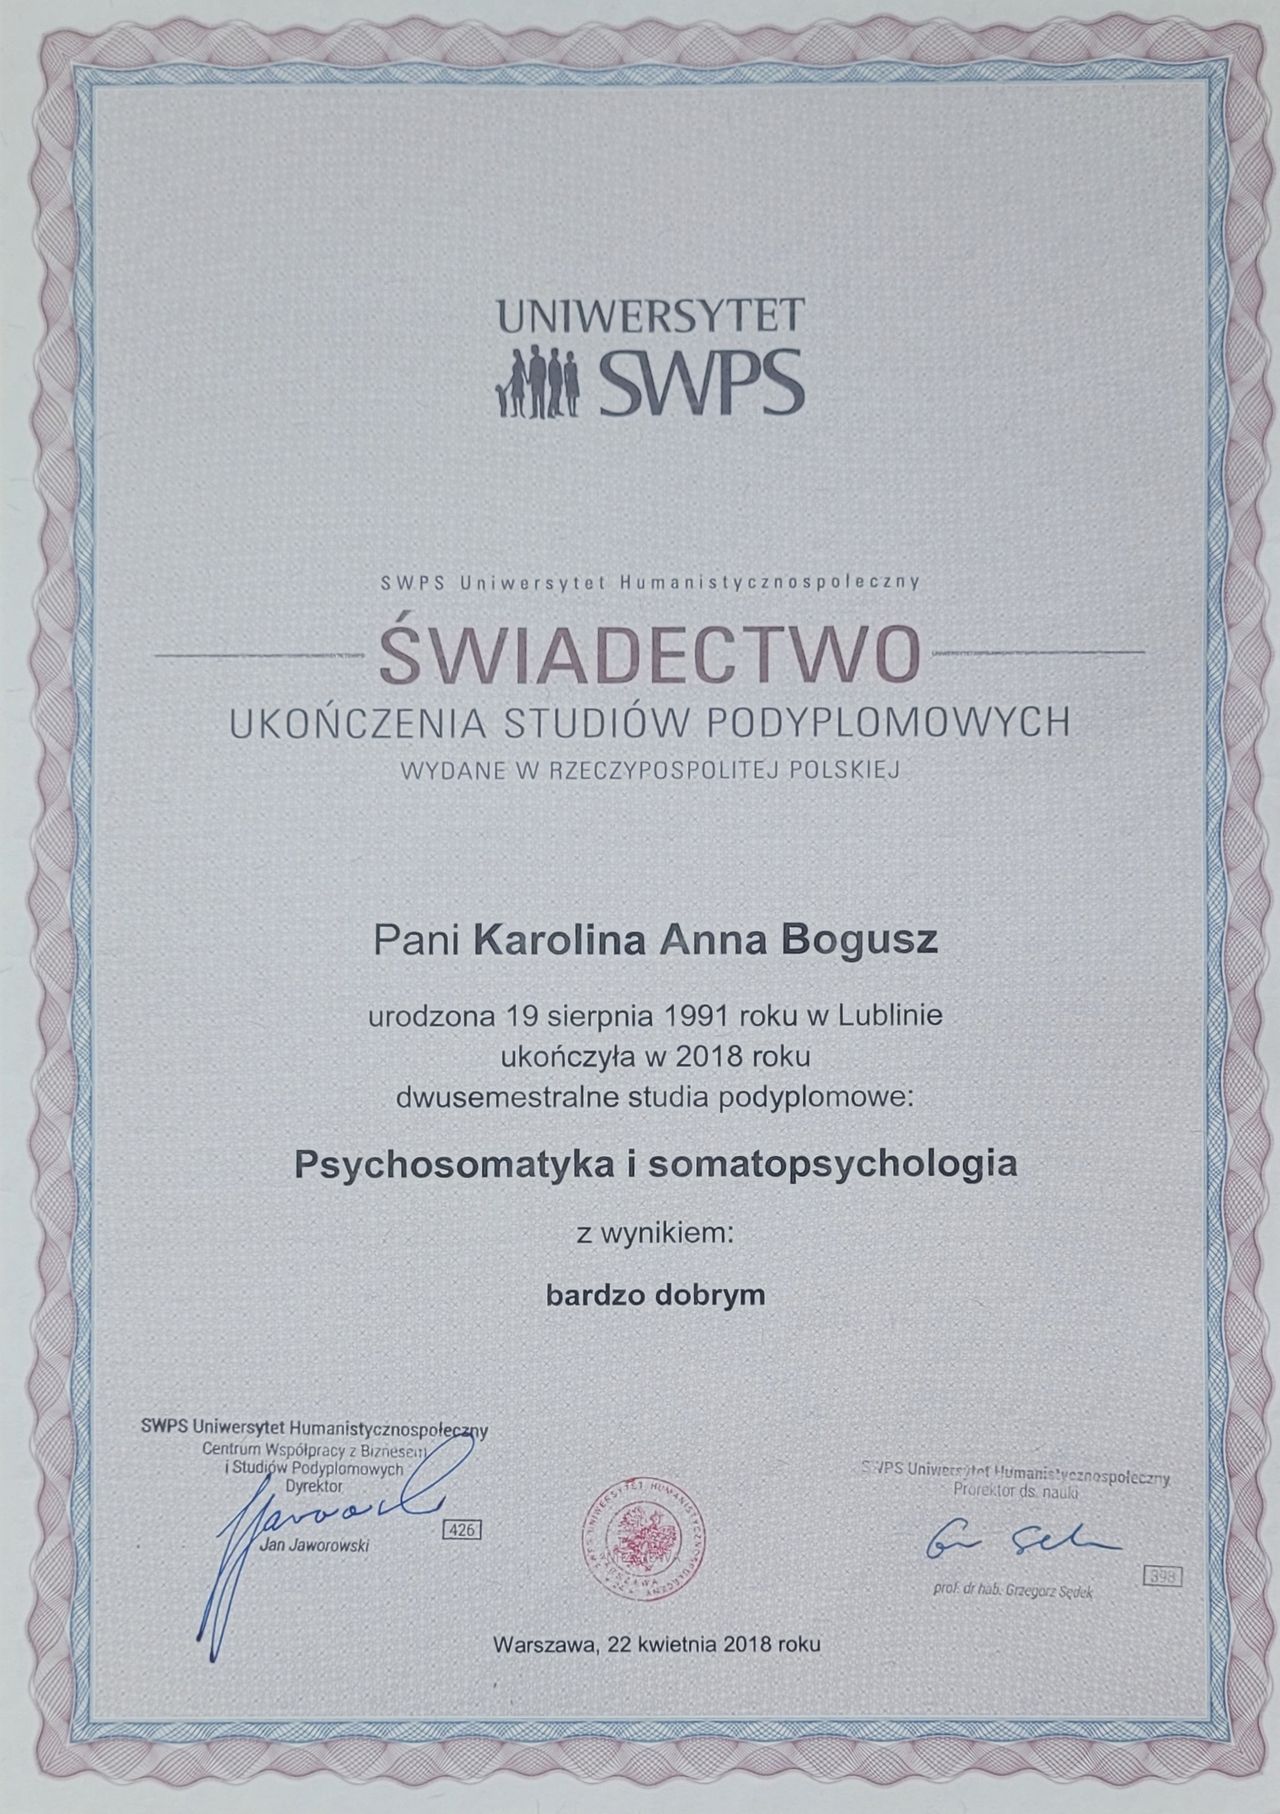 UNIWERSYTET
SWPS
SWPS Uniwersytet Humanistycznospołeczny
ŚWIADECTWO
UKOŃCZENIA STUDIÓW PODYPLOMOWYCH
WYDANE W RZECZYPOSPOLITEJ POLSKIEJ
Pani Karolina Anna Bogusz
urodzona 19 sierpnia 1991 roku w Lublinie
ukończyła w 2018 roku
dwusemestralne studia podyplomowe:
Psychosomatyka i somatopsychologia
z wynikiem:
bardzo dobrym
SWPS Uniwersytet Humanistycznospołeczny
Centrum Współpracy z Biznesem
i Studiów Podyplomowych
Dyrektor
426
Jan Jaworowski
SWPS Uniwersytet Humanistycznospołeczny
Prorektor ds. nauki
398
prof. dr hab. Grzegorz Sędek
Warszawa, 22 kwietnia 2018 roku